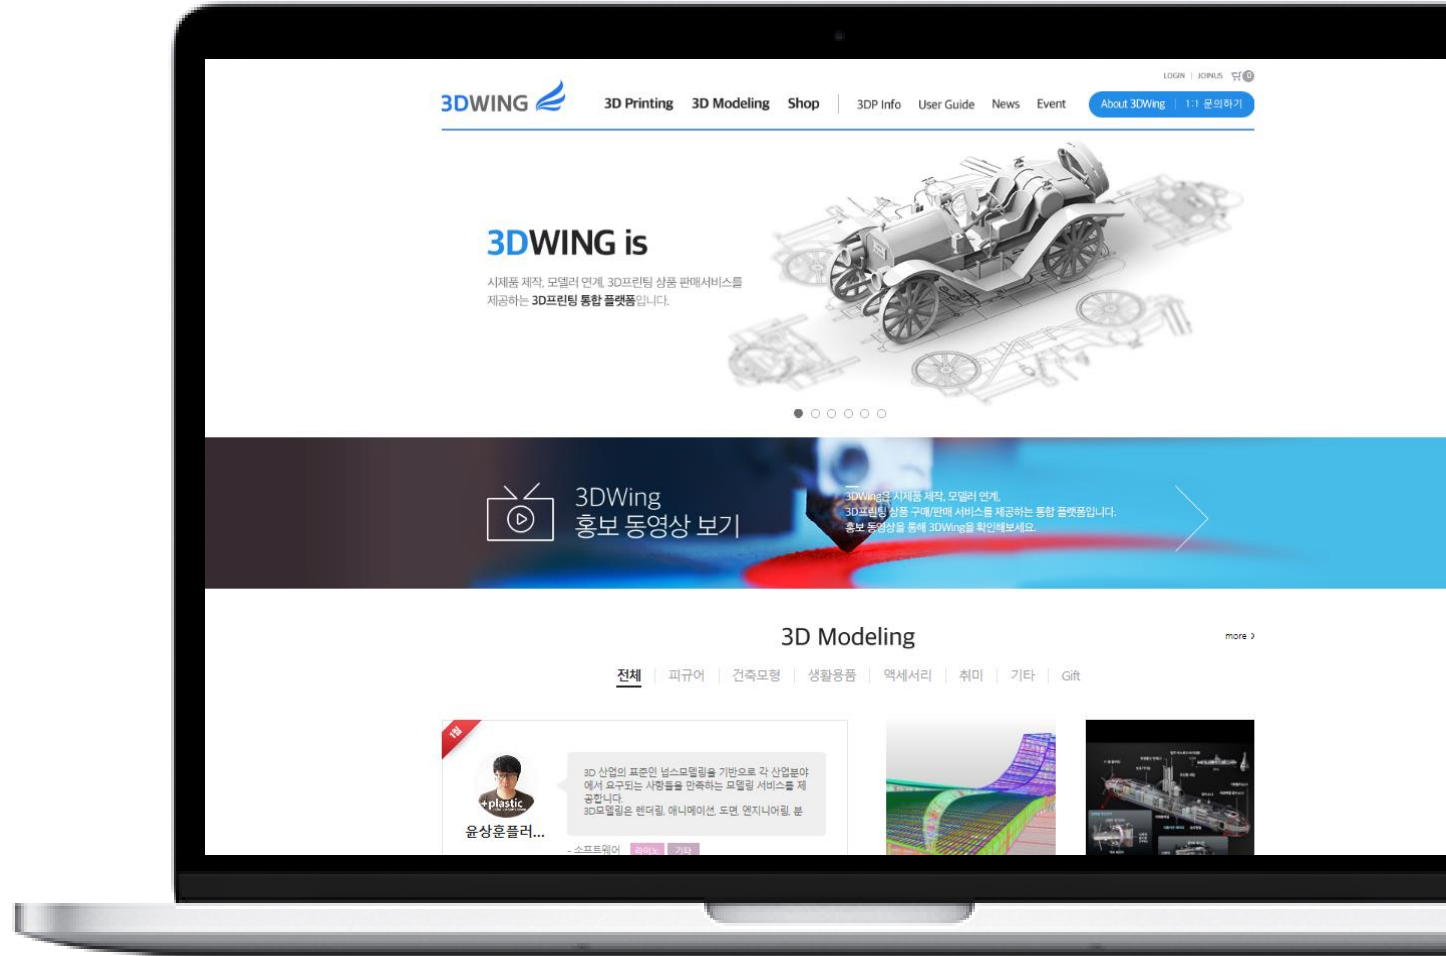 LOGIN | JOINUS 0
3DWING
3D Printing 3D Modeling Shop | 3DP Info User Guide News Event About 3DWing | 1:1 문의하기
3DWING is
시제품 제작, 모델러 연계, 3D프린팅 상품 판매서비스를
제공하는 3D프린팅 통합 플랫폼입니다.
3DWing
홍보 동영상 보기
3DWing은 시제품 제작, 모델러 연계,
3D프린팅 상품 구매/판매 서비스를 제공하는 통합 플랫폼입니다.
홍보 동영상을 통해 3DWing을 확인해보세요.
3D Modeling
more >
전체 | 피규어 | 건축모형 | 생활용품 | 액세서리 | 취미 | 기타 | Gift
+plastic
윤상훈플러...
3D 산업의 표준인 넙스모델링을 기반으로 각 산업분야
에서 요구되는 사항들을 만족하는 모델링 서비스를 제
공합니다.
3D모델링은 렌더링, 애니메이션, 도면, 엔지니어링, 분
- 소프트웨어 라이노 기타